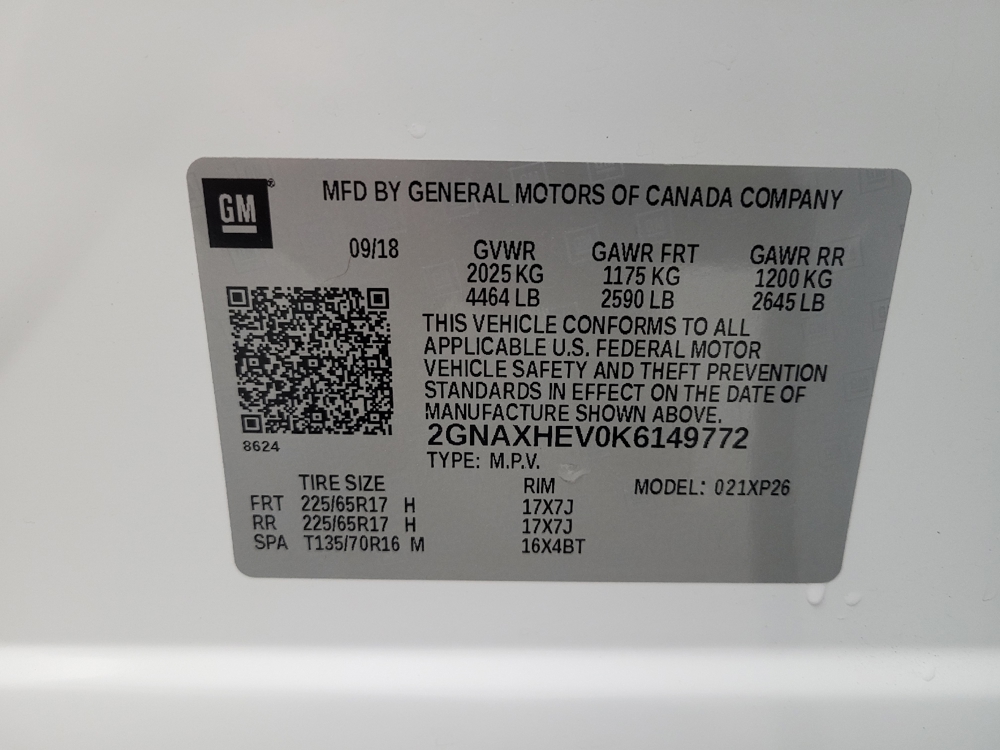 GM®
MFD BY GENERAL MOTORS OF CANADA COMPANY
09/18 GVWR GAWR FRT GAWR RR
2025 KG 1175 KG 1200 KG
4464 LB 2590 LB 2645 LB
THIS VEHICLE CONFORMS TO ALL
APPLICABLE U.S. FEDERAL MOTOR
VEHICLE SAFETY AND THEFT PREVENTION
STANDARDS IN EFFECT ON THE DATE OF
MANUFACTURE SHOWN ABOVE.
2GNAXHEV0K6149772
8624
TYPE: M.P.V.
TIRE SIZE RIM MODEL: 021XP26
FRT 225/65R17 H 17X7J
RR 225/65R17 H 17X7J
SPA T135/70R16 M 16X4BT